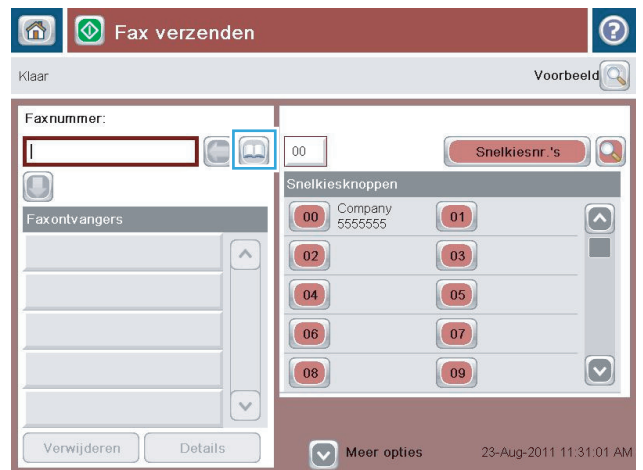 Fax verzenden
Klaar
Voorbeeld
Faxnummer:
00
Snelkiesnr.'s
Snelkiesknoppen
Faxontvangers
00 Company 01
5555555
02 03
04 05
06 07
08 09
Verwijderen Details
Meer opties 23-Aug-2011 11:31:01 AM